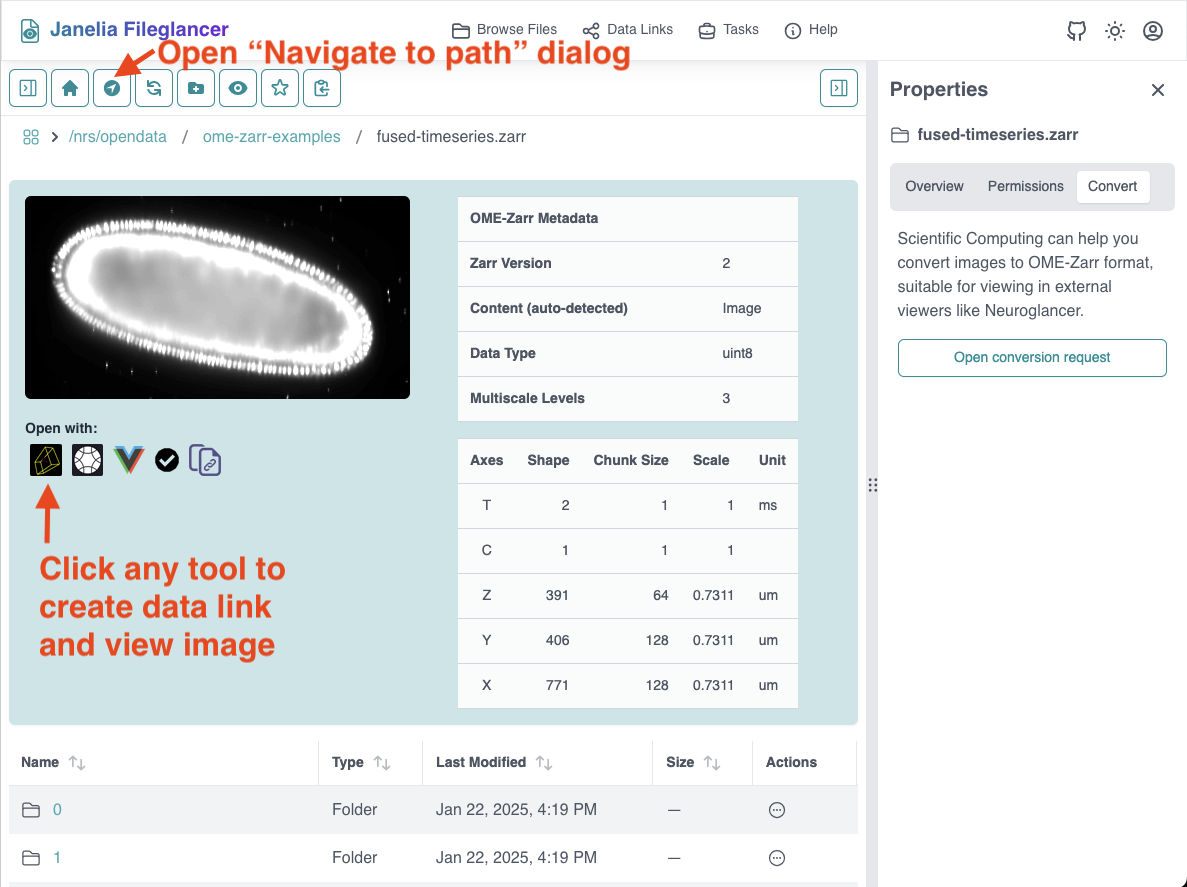 Janelia Fileglancer
Browse Files
Data Links
Tasks
Help
Open “Navigate to path” dialog
/nrs/opendata / ome-zarr-examples / fused-timeseries.zarr
OME-Zarr Metadata
Zarr Version 2
Content (auto-detected) Image
Data Type uint8
Multiscale Levels 3
Open with:
Click any tool to
create data link
and view image
Axes Shape Chunk Size Scale Unit
T 2 1 1 ms
C 1 1 1
Z 391 64 0.7311 um
Y 406 128 0.7311 um
X 771 128 0.7311 um
Name Type Last Modified Size Actions
0 Folder Jan 22, 2025, 4:19 PM —
1 Folder Jan 22, 2025, 4:19 PM —
Properties
fused-timeseries.zarr
Overview Permissions Convert
Scientific Computing can help you
convert images to OME-Zarr format,
suitable for viewing in external
viewers like Neuroglancer.
Open conversion request